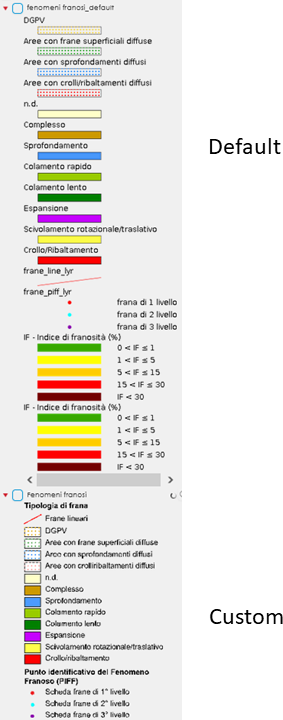 fenomeni franosi_default
DGPV
Aree con frane superficiali diffuse
Aree con sprofondamenti diffusi
Aree con crolli/ribaltamenti diffusi
n.d.
Complesso
Sprofondamento
Colamento rapido
Colamento lento
Espansione
Scivolamento rotazionale/traslativo
Crollo/Ribaltamento
frane_line_lyr
frane_piff_lyr
frana di 1 livello
frana di 2 livello
frana di 3 livello
IF - Indice di franosità (%)
0 < IF ≤ 1
1 < IF ≤ 5
5 < IF ≤ 15
15 < IF ≤ 30
IF < 30
IF - Indice di franosità (%)
0 < IF ≤ 1
1 < IF ≤ 5
5 < IF ≤ 15
15 < IF ≤ 30
IF < 30
Default
Fenomeni franosi
Tipologia di frana
Frane lineari
DGPV
Aree con frane superficiali diffuse
Aree con sprofondamenti diffusi
Aree con crolli/ribaltamenti diffusi
n.d.
Complesso
Sprofondamento
Colamento rapido
Colamento lento
Espansione
Scivolamento rotazionale/traslativo
Crollo/ribaltamento
Punto identificativo del Fenomeno
Franoso (PIFF)
Scheda frane di 1° livello
Scheda frane di 2° livello
Scheda frane di 3° livello
Custom